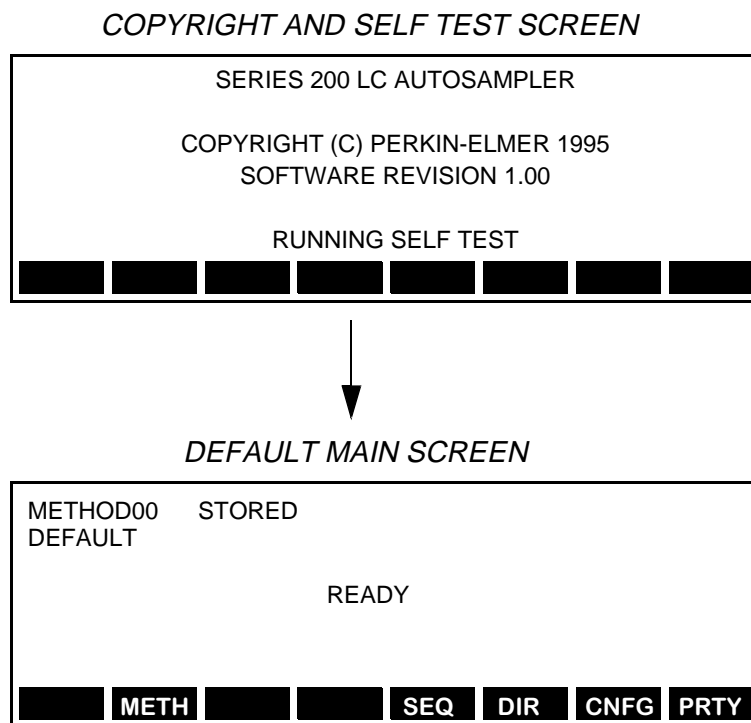 COPYRIGHT AND SELF TEST SCREEN
SERIES 200 LC AUTOSAMPLER
COPYRIGHT (C) PERKIN-ELMER 1995
SOFTWARE REVISION 1.00
RUNNING SELF TEST
DEFAULT MAIN SCREEN
METHOD00 STORED
DEFAULT
READY
METH SEQ DIR CNFG PRTY